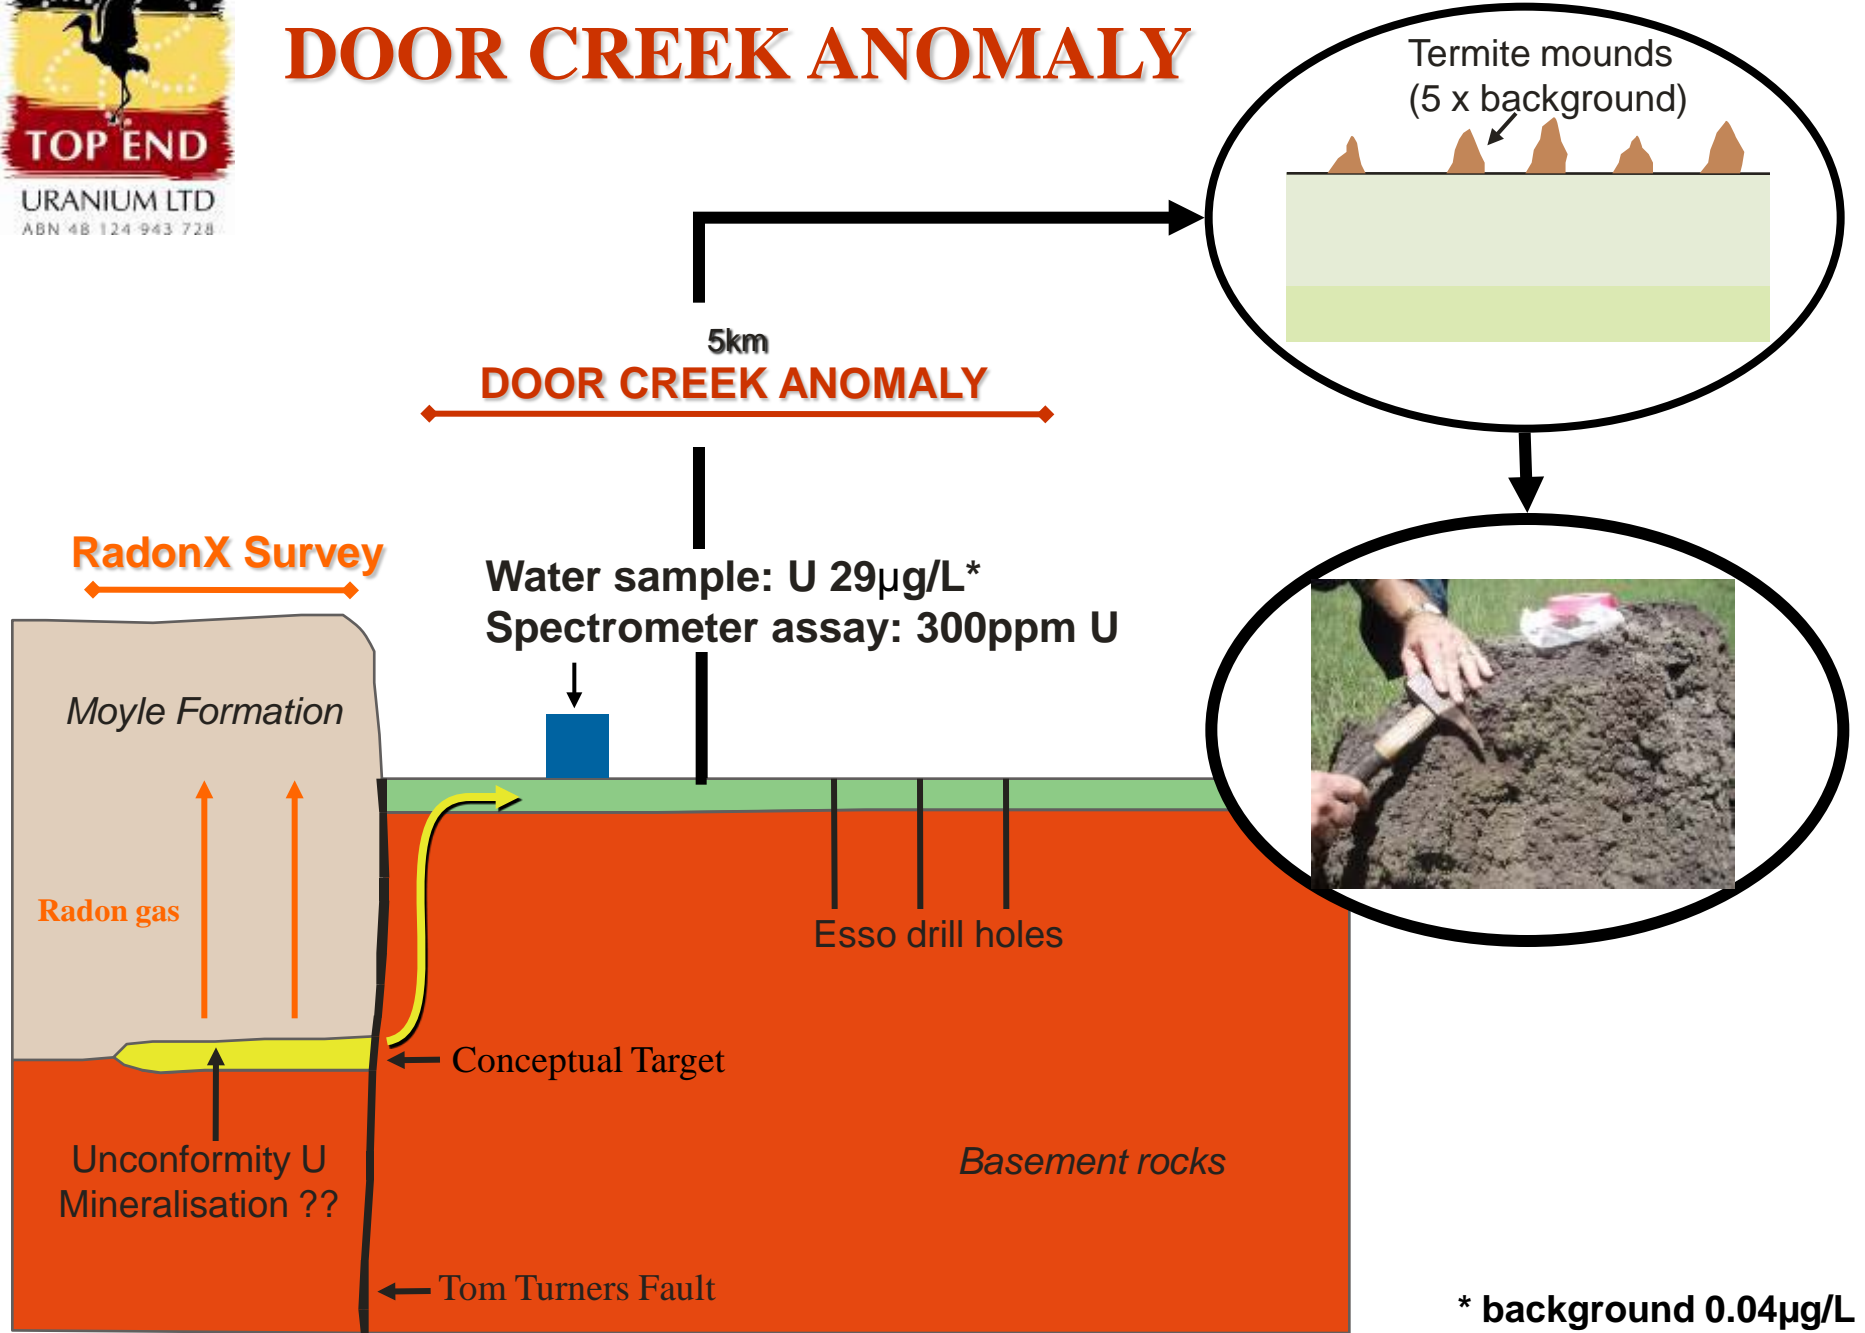 DOOR CREEK ANOMALY
TOP END
URANIUM LTD
ABN 48 124 943 728
Termite mounds
(5 x background)
5km
DOOR CREEK ANOMALY
RadonX Survey
Water sample: U 29µg/L*
Spectrometer assay: 300ppm U
Moyle Formation
Radon gas
Esso drill holes
Conceptual Target
Unconformity U
Mineralisation ??
Basement rocks
Tom Turners Fault
* background 0.04µg/L